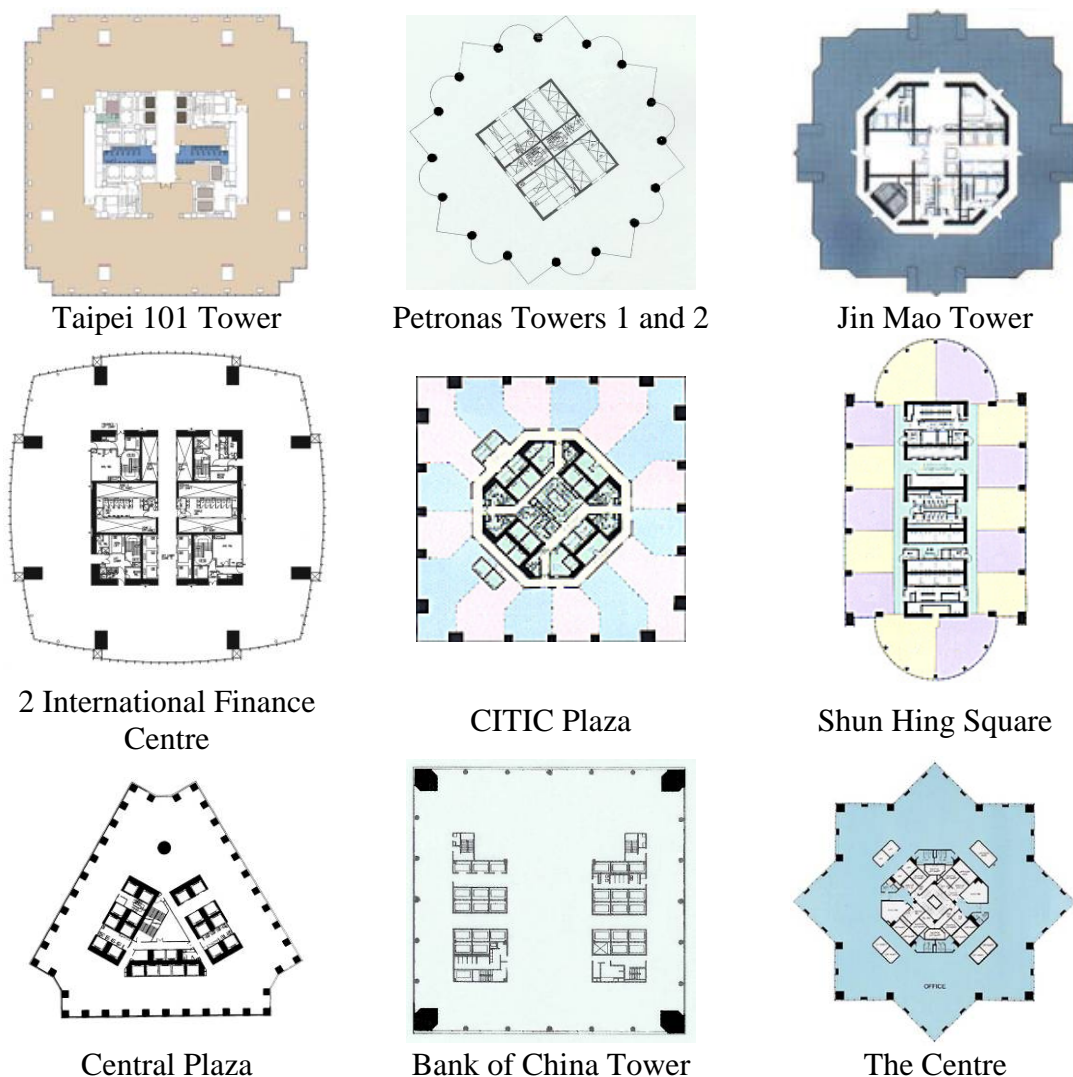 Taipei 101 Tower
Petronas Towers 1 and 2
Jin Mao Tower
2 International Finance
Centre
CITIC Plaza
Shun Hing Square
OFFICE
Central Plaza
Bank of China Tower
The Centre